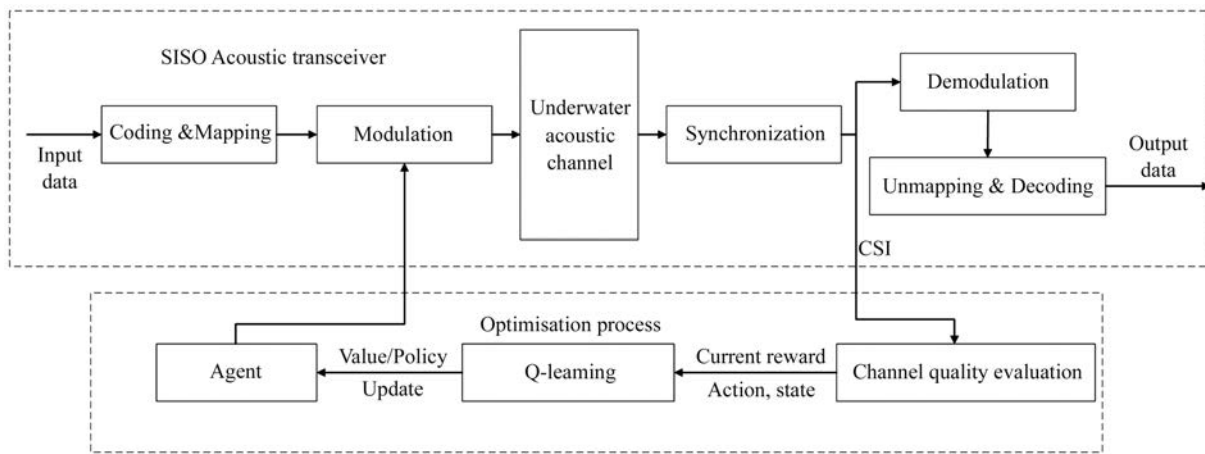 SISO Acoustic transceiver
Input
data
Coding &Mapping
Modulation
Underwater
acoustic
channel
Synchronization
Demodulation
Unmapping & Decoding
Output
data
CSI
Optimisation process
Agent
Value/Policy
Update
Q-learning
Current reward
Action, state
Channel quality evaluation